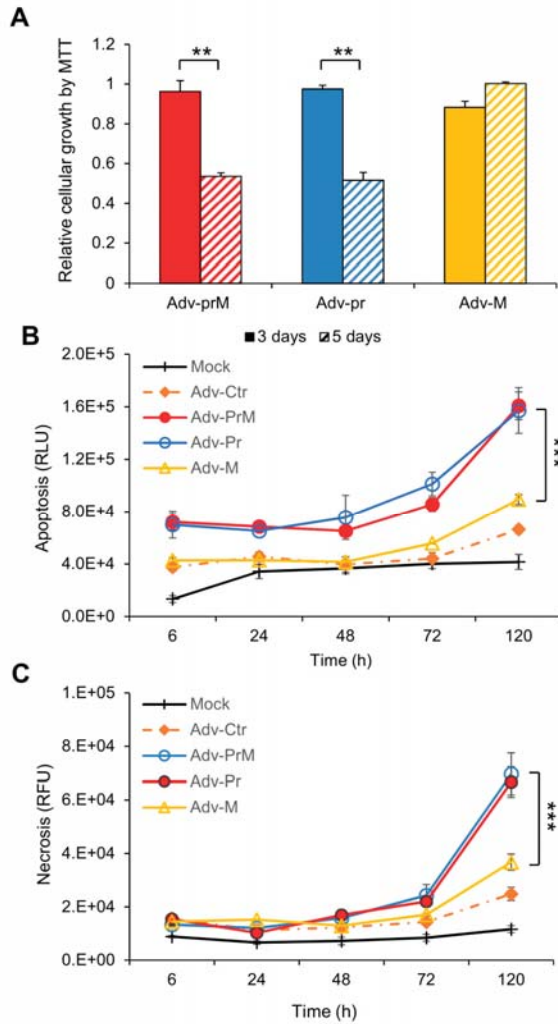 A
Relative cellular growth by MTT
1.2
1
0.8
0.6
0.4
0.2
0
**
**
Adv-prM
Adv-pr
Adv-M
3 days
5 days
B
Apoptosis (RLU)
2.0E+5
1.6E+5
1.2E+5
8.0E+4
4.0E+4
0.0E+0
Mock
Adv-Ctr
Adv-PrM
Adv-Pr
Adv-M
***
6 24 48 72 120
Time (h)
C
Necrosis (RFU)
1.E+05
8.E+04
6.E+04
4.E+04
2.E+04
0.E+00
Mock
Adv-Ctr
Adv-PrM
Adv-Pr
Adv-M
***
6 24 48 72 120
Time (h)